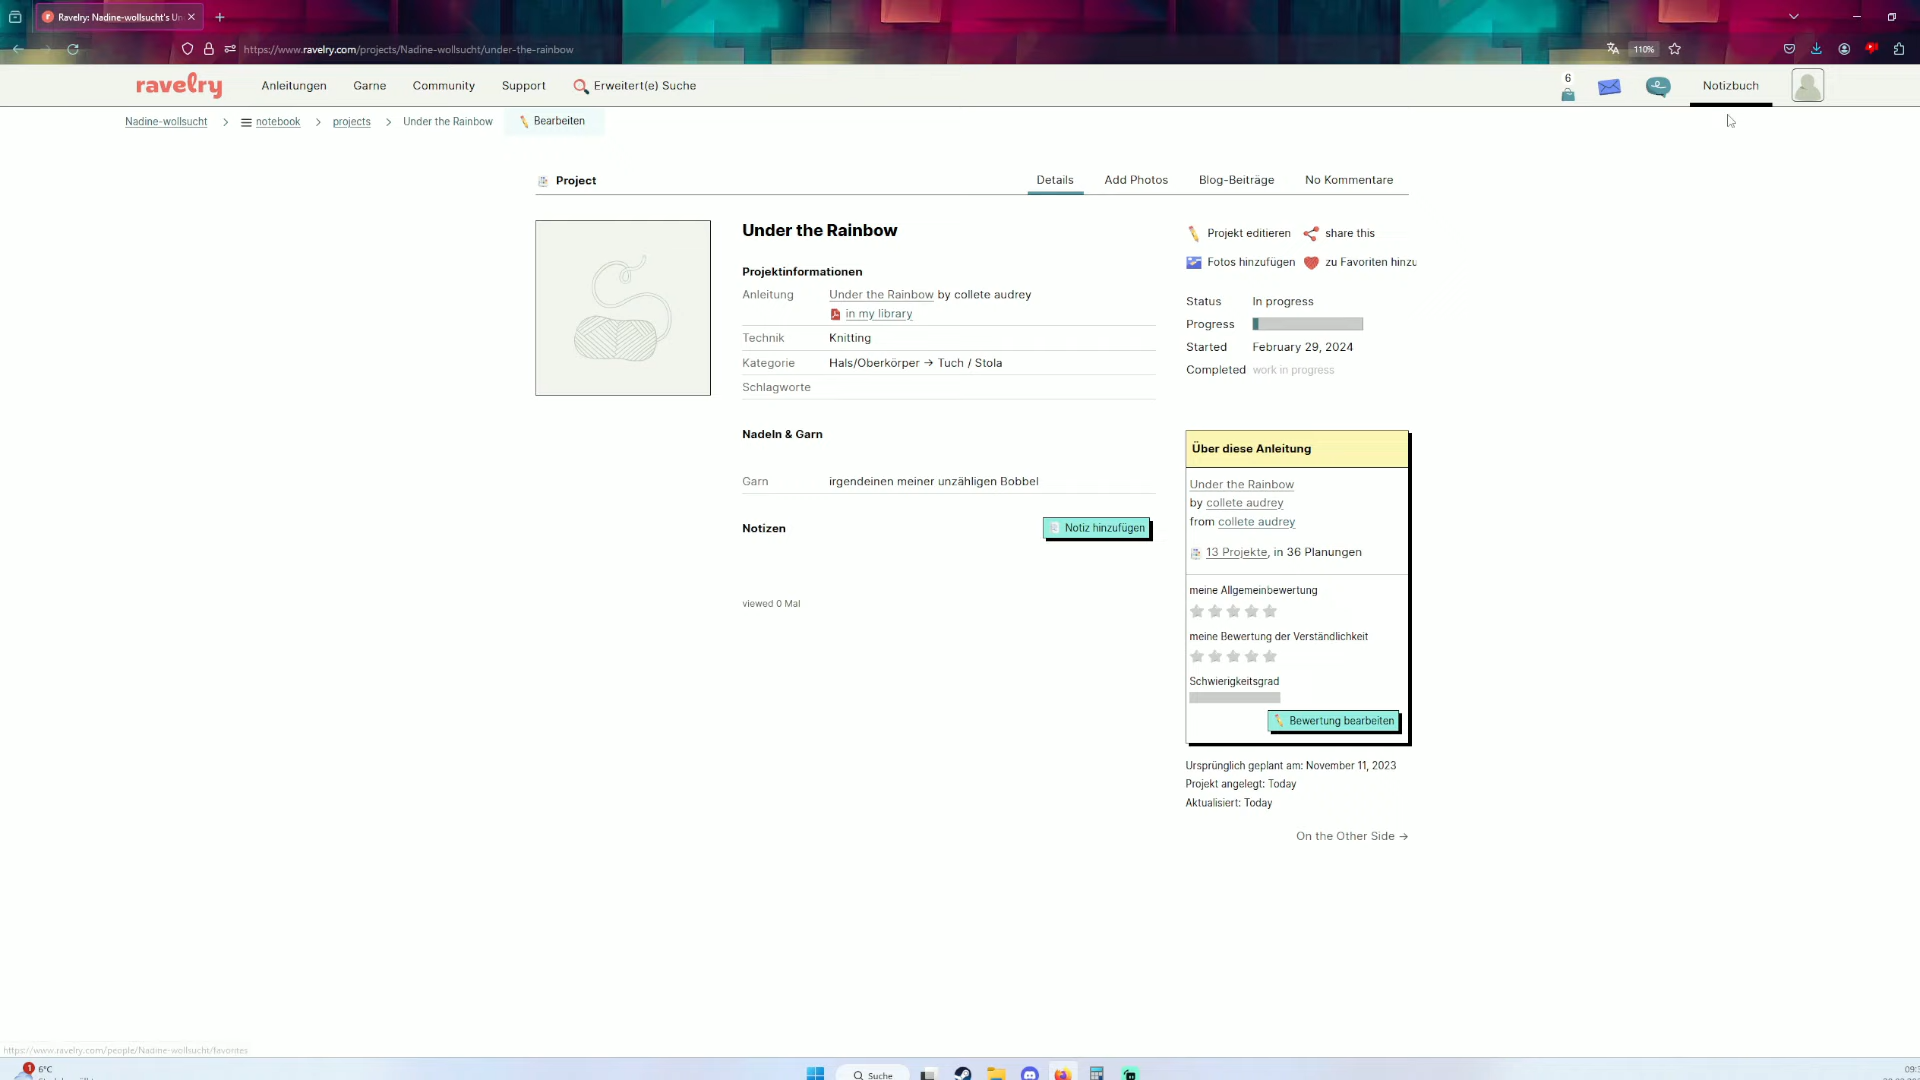 Ravelry: Nadine-wollsucht's Un
https://www.ravelry.com/projects/Nadine-wollsucht/under-the-rainbow
110%
ravelry
Anleitungen
Garne
Community
Support
Erweitert(e) Suche
6
Notizbuch
Nadine-wollsucht
notebook
projects
Under the Rainbow
Bearbeiten
Project
Details
Add Photos
Blog-Beiträge
No Kommentare
Under the Rainbow
Projektinformationen
Anleitung Under the Rainbow by collete audrey
in my library
Technik Knitting
Kategorie Hals/Oberkörper → Tuch / Stola
Schlagworte
Nadeln & Garn
Garn irgendeinen meiner unzähligen Bobbel
Notizen
Notiz hinzufügen
viewed 0 Mal
Projekt editieren share this
Fotos hinzufügen zu Favoriten hinzu
Status In progress
Progress
Started February 29, 2024
Completed work in progress
Über diese Anleitung
Under the Rainbow
by collete audrey
from collete audrey
13 Projekte, in 36 Planungen
meine Allgemeinbewertung
meine Bewertung der Verständlichkeit
Schwierigkeitsgrad
Bewertung bearbeiten
Ursprünglich geplant am: November 11, 2023
Projekt angelegt: Today
Aktualisiert: Today
On the Other Side →
https://www.ravelry.com/people/Nadine-wollsucht/favorites
1
6°C
Suche